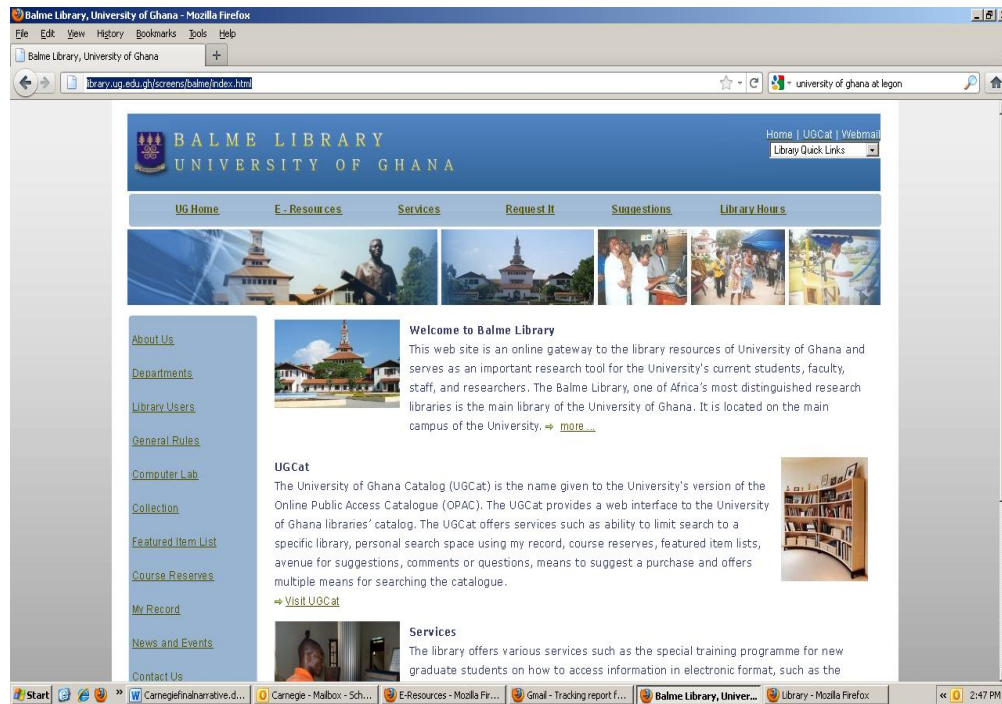 Balme Library, University of Ghana - Mozilla Firefox
File Edit View History Bookmarks Tools Help
Balme Library, University of Ghana +
library.ug.edu.gh/screens/balme/index.html
university of ghana at legon
BALME LIBRARY
UNIVERSITY OF GHANA
Home | UGCat | Webmail
Library Quick Links
UG Home E - Resources Services Request It Suggestions Library Hours
About Us
Departments
Library Users
General Rules
Computer Lab
Collection
Featured Item List
Course Reserves
My Record
News and Events
Contact Us
Welcome to Balme Library
This web site is an online gateway to the library resources of University of Ghana and
serves as an important research tool for the University's current students, faculty,
staff, and researchers. The Balme Library, one of Africa's most distinguished research
libraries is the main library of the University of Ghana. It is located on the main
campus of the University. ⇨ more ...
UGCat
The University of Ghana Catalog (UGCat) is the name given to the University's version of the
Online Public Access Catalogue (OPAC). The UGCat provides a web interface to the University
of Ghana libraries' catalog. The UGCat offers services such as ability to limit search to a
specific library, personal search space using my record, course reserves, featured item lists,
avenue for suggestions, comments or questions, means to suggest a purchase and offers
multiple means for searching the catalogue.
⇨ Visit UGCat
Services
The library offers various services such as the special training programme for new
graduate students on how to access information in electronic format, such as the
Start » Carnegiefinalnarrative.d... Carnegie - Mailbox - Sch... E-Resources - Mozilla Fir... Gmail - Tracking report f... Balme Library, Univer... Library - Mozilla Firefox « 2:47 PM